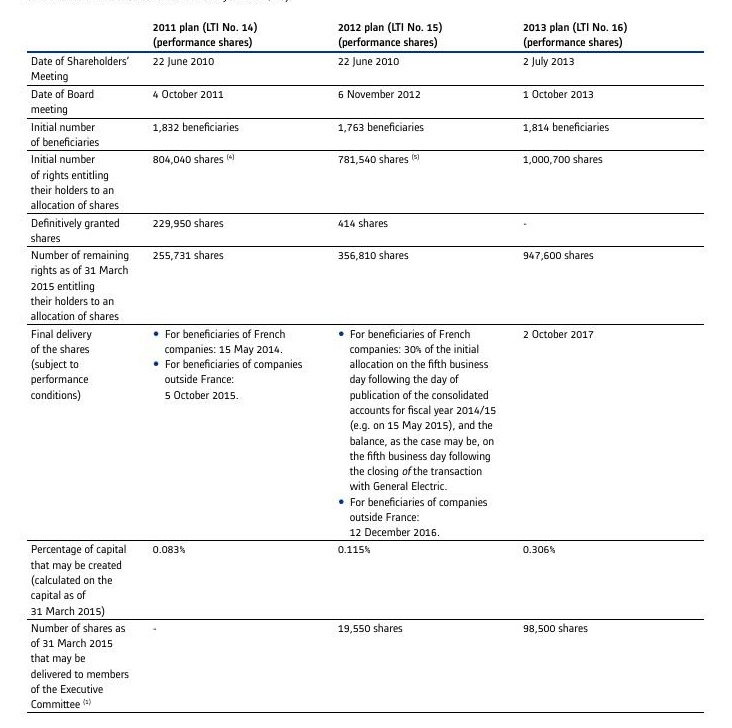 2011 plan (LTI No. 14)
(performance shares)
2012 plan (LTI No. 15)
(performance shares)
2013 plan (LTI No. 16)
(performance shares)
Date of Shareholders'
Meeting
22 June 2010
22 June 2010
2 July 2013
Date of Board
meeting
4 October 2011
6 November 2012
1 October 2013
Initial number
of beneficiaries
1,832 beneficiaries
1,763 beneficiaries
1,814 beneficiaries
Initial number
of rights entitling
their holders to an
allocation of shares
804,040 shares (4)
781,540 shares (5)
1,000,700 shares
Definitively granted
shares
229,950 shares
414 shares
-
Number of remaining
rights as of 31 March
2015 entitling
their holders to an
allocation of shares
255,731 shares
356,810 shares
947,600 shares
Final delivery
of the shares
(subject to
performance
conditions)
• For beneficiaries of French
companies: 15 May 2014.
• For beneficiaries of companies
outside France:
5 October 2015.
• For beneficiaries of French
companies: 30% of the initial
allocation on the fifth business
day following the day of
publication of the consolidated
accounts for fiscal year 2014/15
(e.g. on 15 May 2015), and the
balance, as the case may be, on
the fifth business day following
the closing of the transaction
with General Electric.
• For beneficiaries of companies
outside France:
12 December 2016.
2 October 2017
Percentage of capital
that may be created
(calculated on the
capital as of
31 March 2015)
0.083%
0.115%
0.306%
Number of shares as
of 31 March 2015
that may be
delivered to members
of the Executive
Committee (1)
-
19,550 shares
98,500 shares